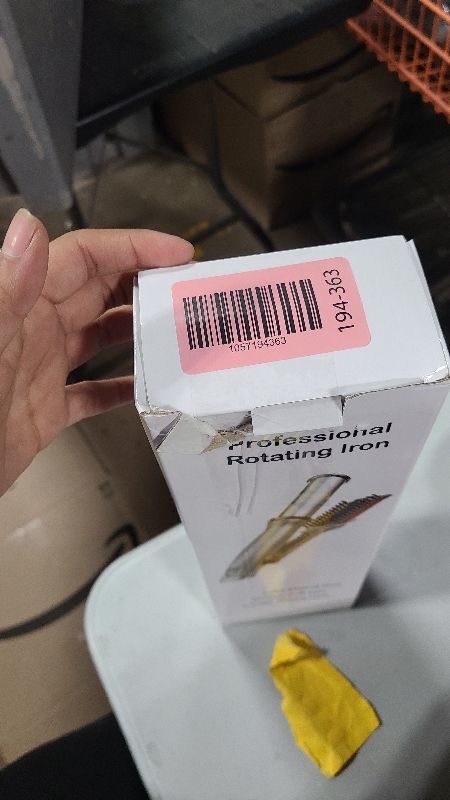 194-363
1057194363
Professional
Rotating Iron